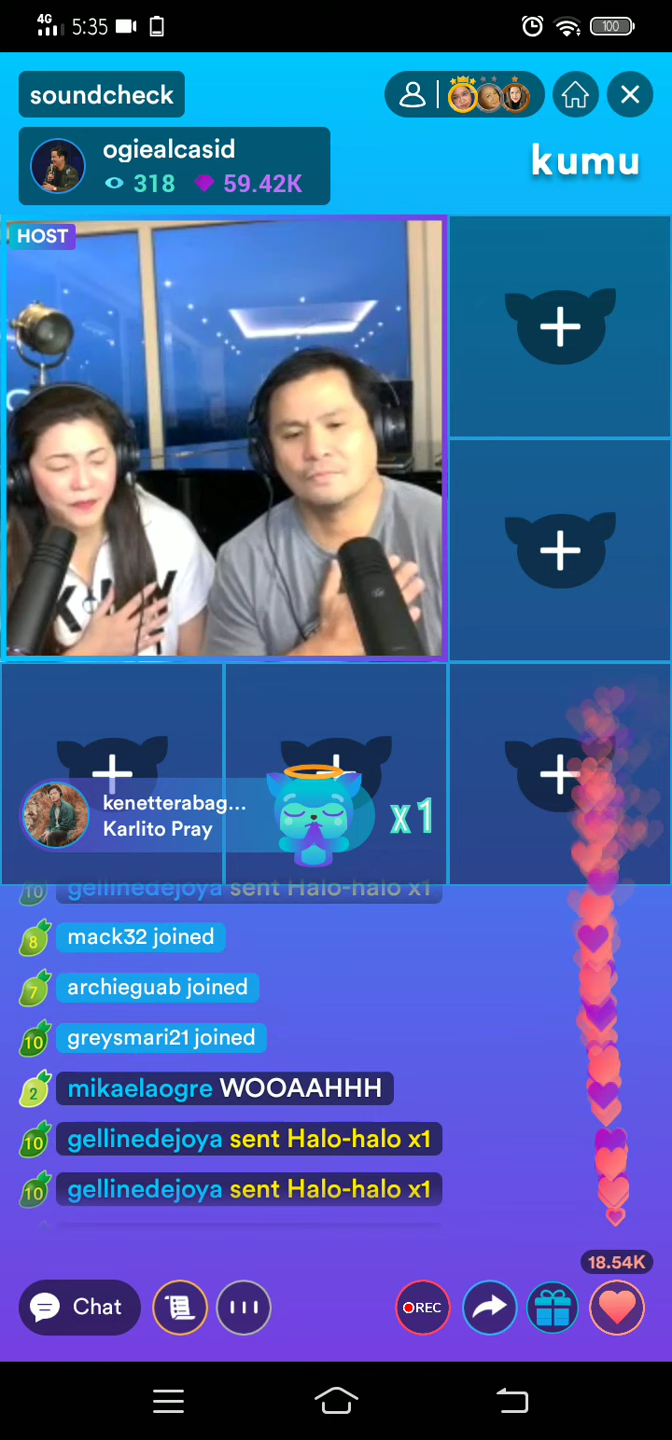 4G 5:35 100
soundcheck
ogiealcasid
318 59.42K
kumu
HOST
kenetterabag...
Karlito Pray
x1
10 gellinedejoya sent Halo-halo x1
8 mack32 joined
7 archieguab joined
10 greysmari21 joined
2 mikaelaogre WOOAAHHH
10 gellinedejoya sent Halo-halo x1
10 gellinedejoya sent Halo-halo x1
18.54K
Chat
REC